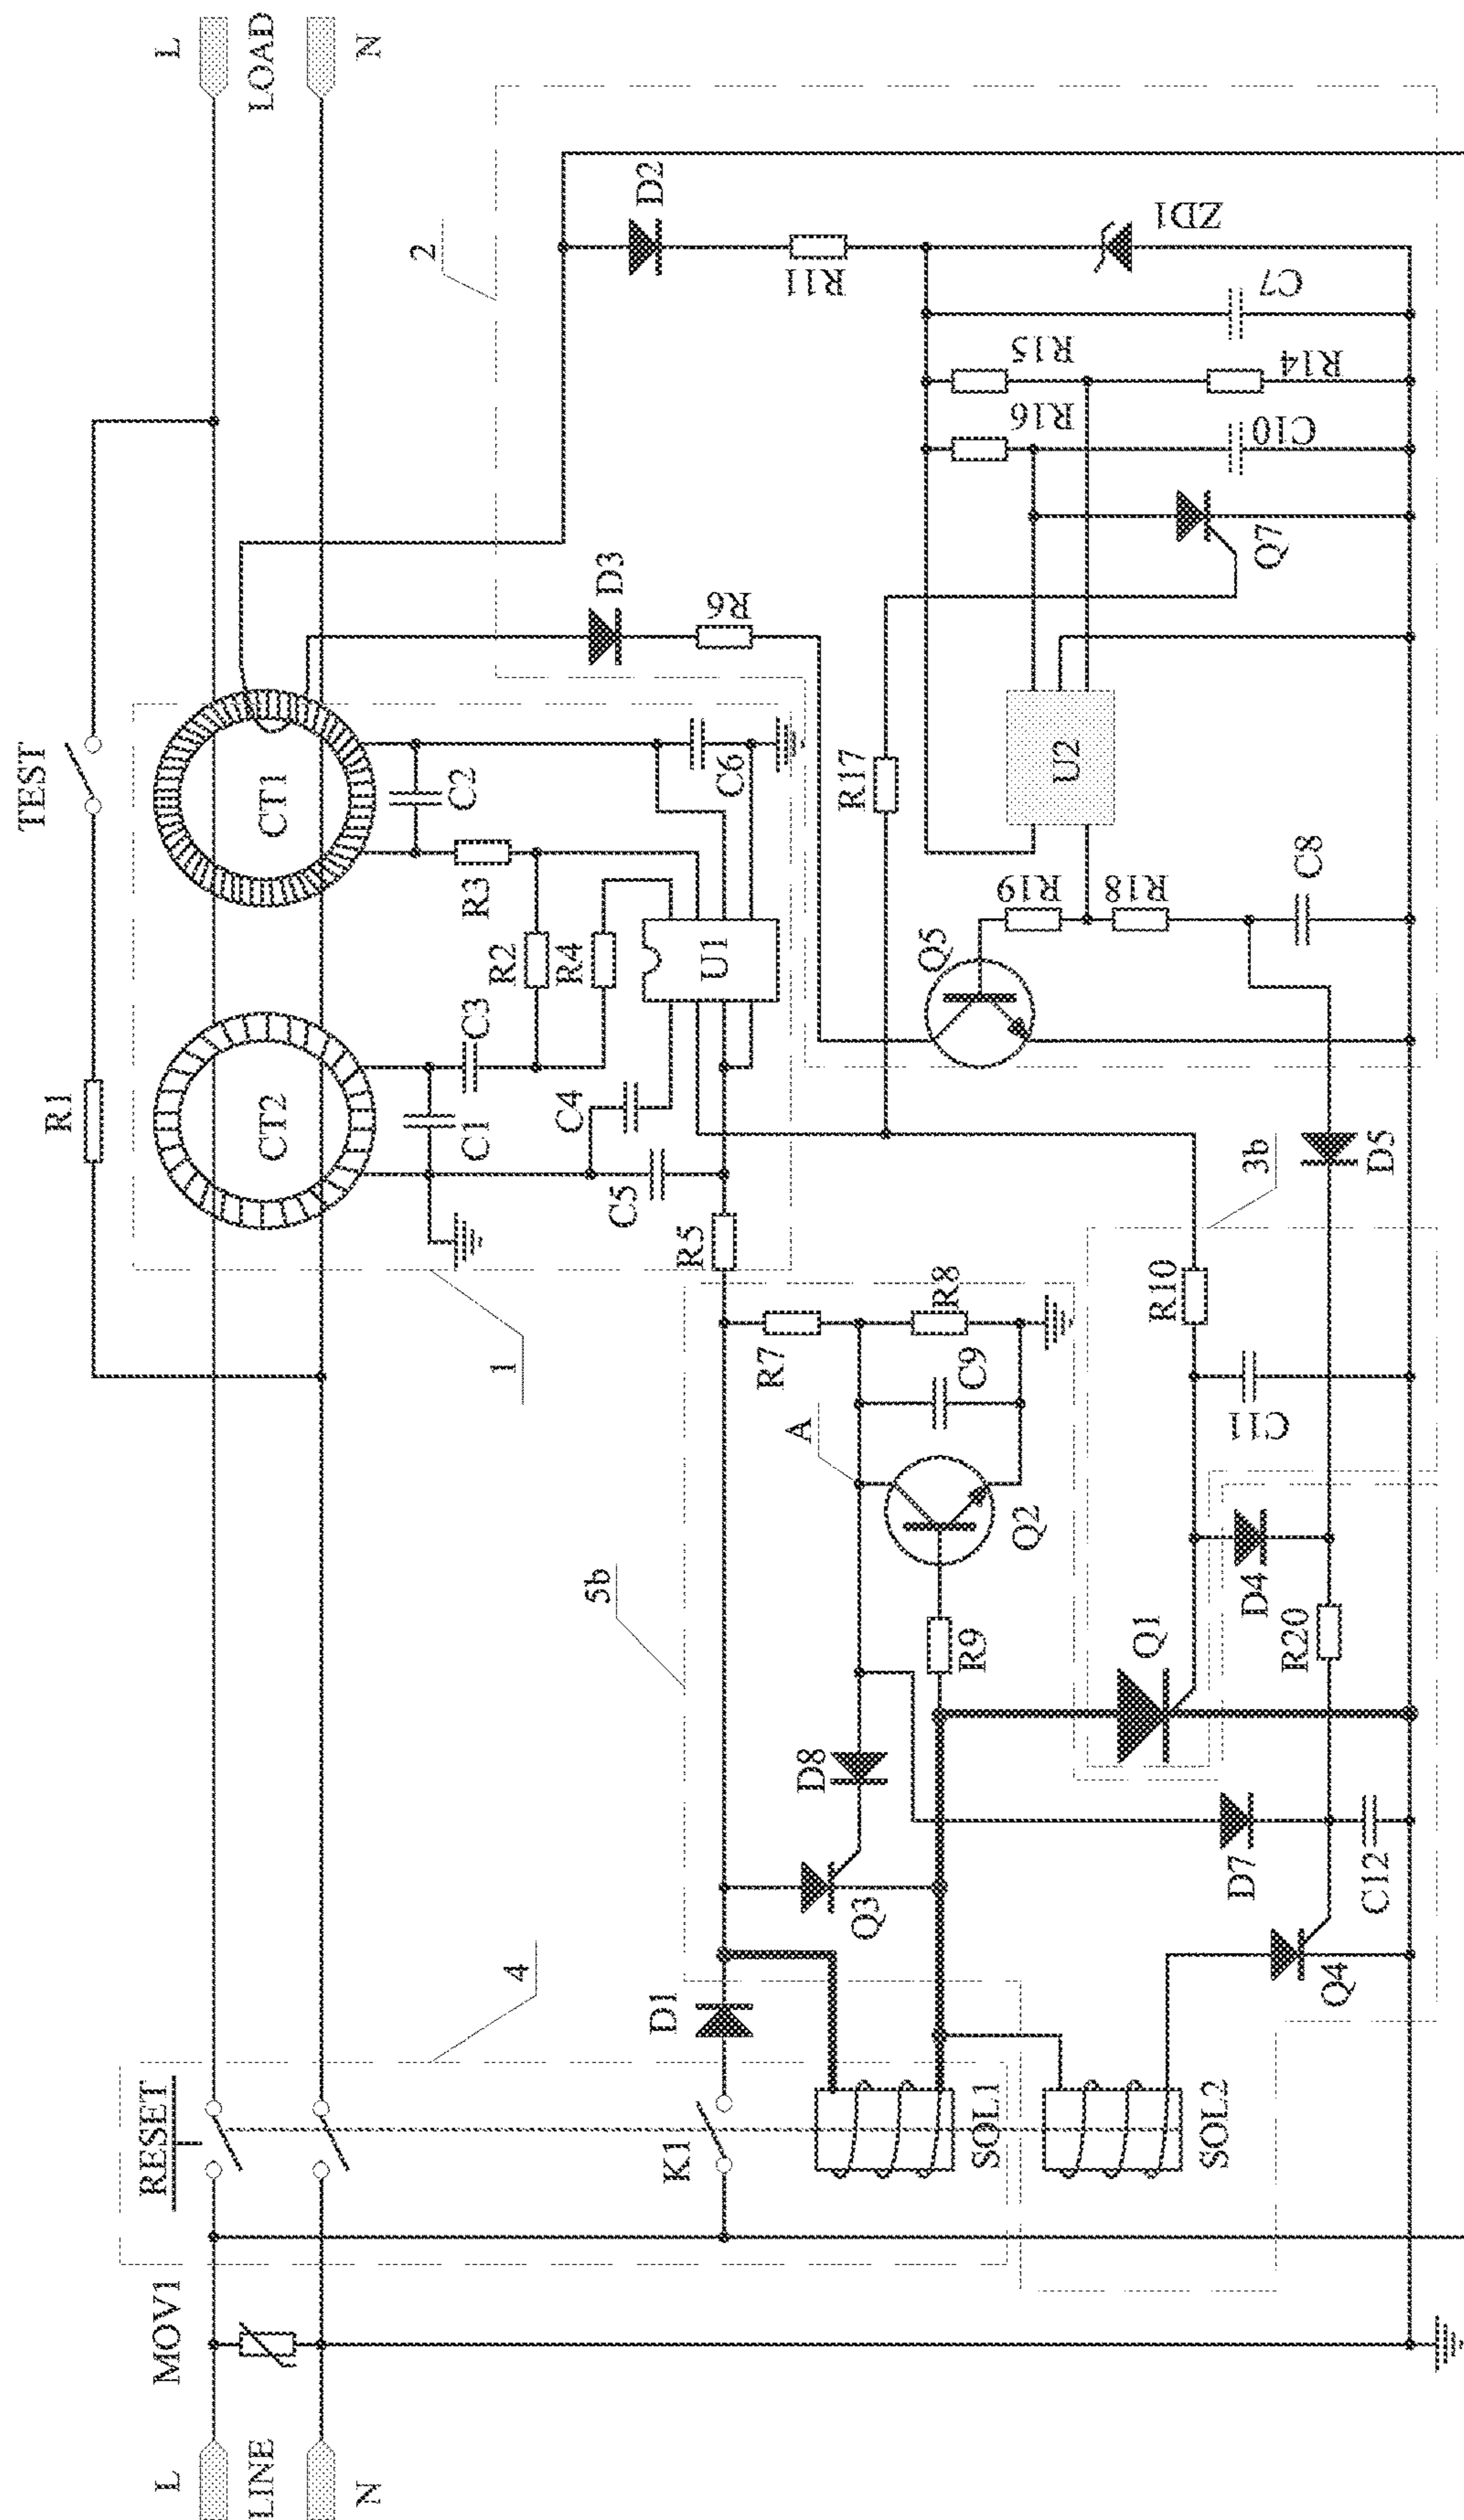 L
LOAD
N
TEST
2
D2
R11
ZD1
C7
R15
R14
R16
C10
D3
R6
Q7
CT1
C2
R3
C6
R17
U2
R2
R4
U1
Q5
R19
R18
C8
R1
CT2
C3
C1
C4
C5
R5
3b
D5
1
R7
R8
C9
A
R10
C11
5b
Q2
R9
Q1
D4
R20
D8
D7
C12
Q3
Q4
4
D1
RESET
K1
SOL1
SOL2
MOV1
L
LINE
N